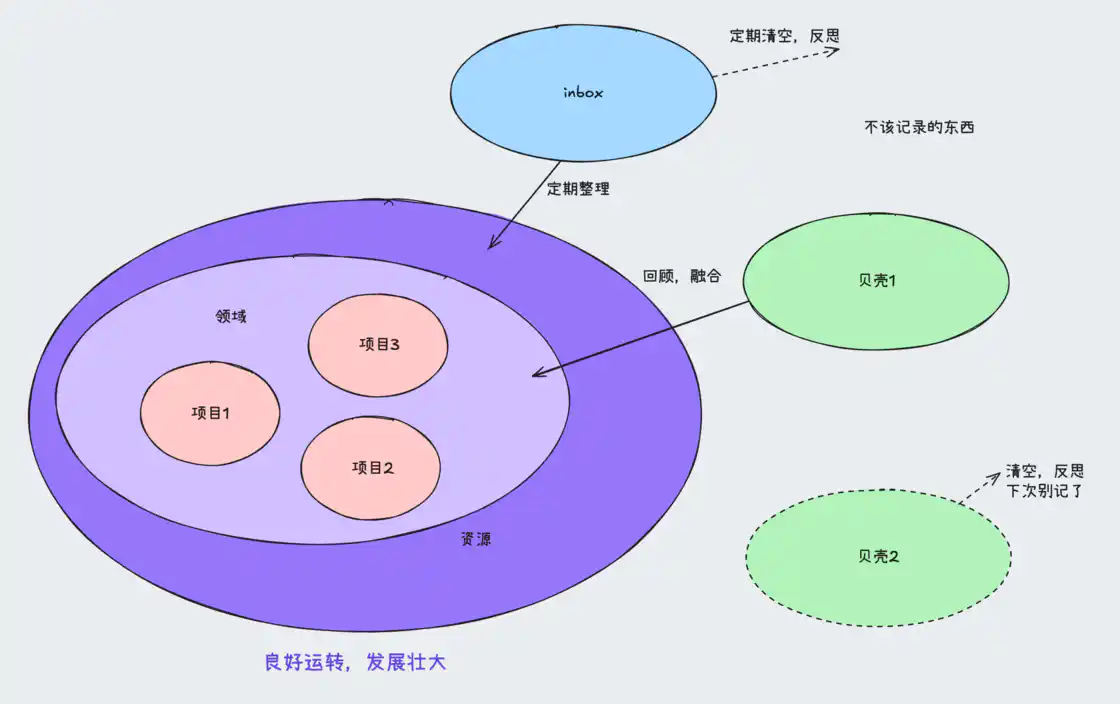 定期清空，反思
inbox
不该记录的东西
定期整理
回顾，融合
贝壳1
领域
项目3
项目1
项目2
清空，反思
下次别记了
资源
贝壳2
良好运转，发展壮大